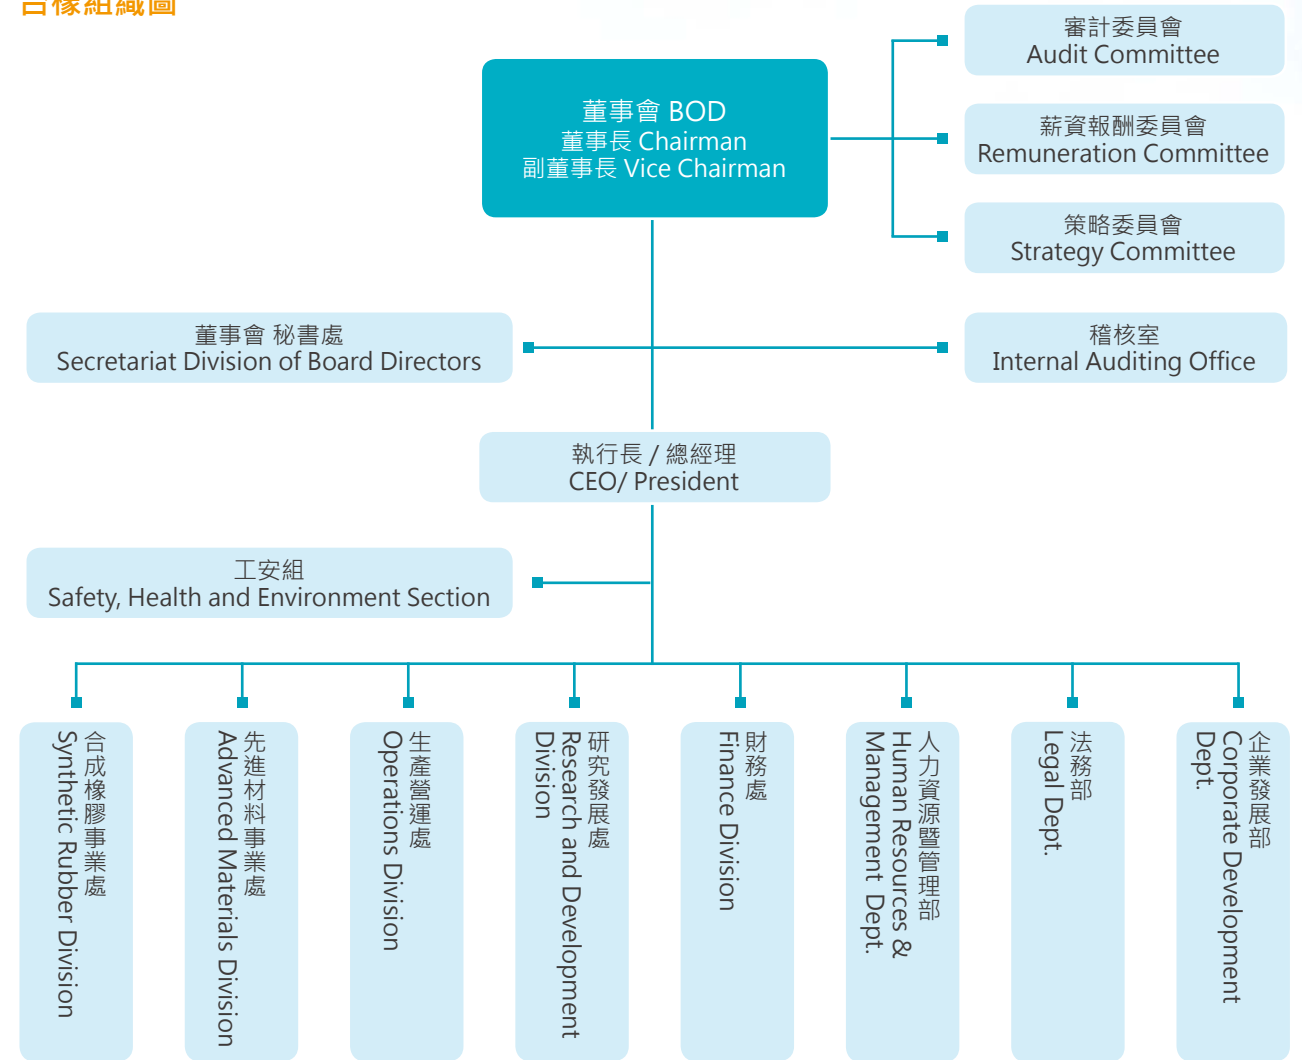 台橡組織圖
審計委員會
Audit Committee
董事會 BOD
董事長 Chairman
副董事長 Vice Chairman
薪資報酬委員會
Remuneration Committee
策略委員會
Strategy Committee
董事會 秘書處
Secretariat Division of Board Directors
稽核室
Internal Auditing Office
執行長 / 總經理
CEO/ President
工安組
Safety, Health and Environment Section
合成橡膠事業處
Synthetic Rubber Division
先進材料事業處
Advanced Materials Division
生產營運處
Operations Division
研究發展處
Research and Development
Division
財務處
Finance Division
人力資源暨管理部
Human Resources &
Management Dept.
法務部
Legal Dept.
企業發展部
Corporate Development
Dept.